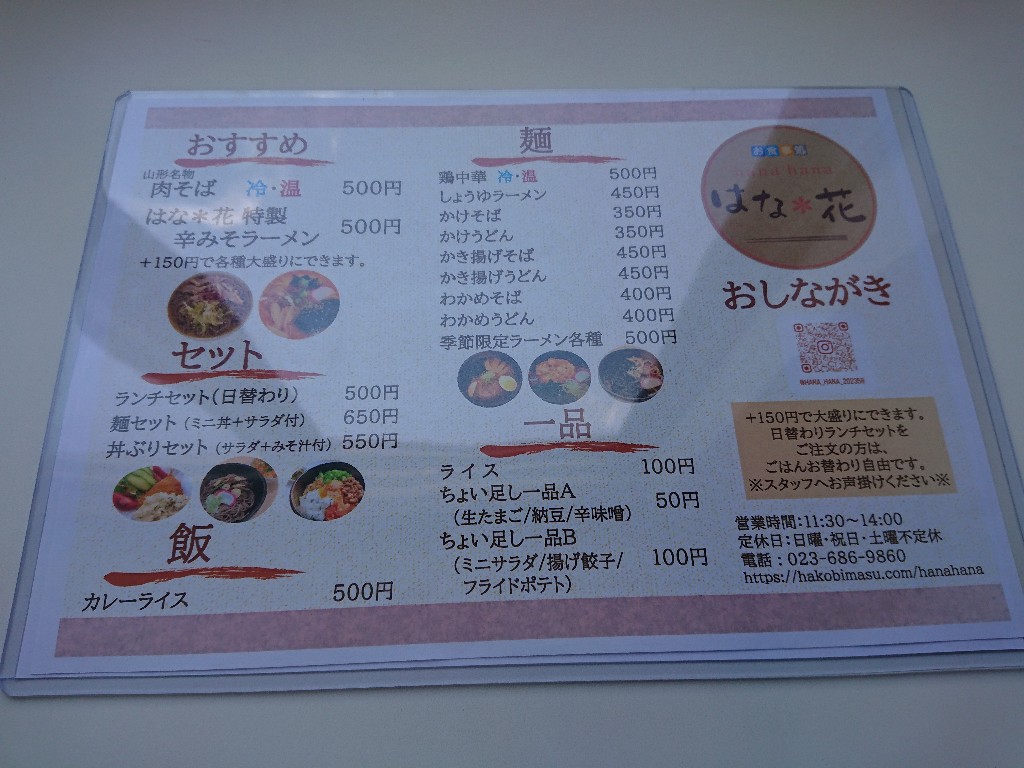 おすすめ
山形名物
肉そば 冷・温 500円
はな＊花 特製
辛みそラーメン 500円
＋150円で各種大盛りにできます。
セット
ランチセット（日替わり） 500円
麺セット（ミニ丼＋サラダ付） 650円
丼ぶりセット（サラダ＋みそ汁付） 550円
飯
カレーライス 500円
麺
鶏中華 冷・温 500円
しょうゆラーメン 450円
かけそば 350円
かけうどん 350円
かき揚げそば 450円
かき揚げうどん 450円
わかめそば 400円
わかめうどん 400円
季節限定ラーメン各種 500円
一品
ライス 100円
ちょい足し一品A
（生たまご/納豆/辛味噌） 50円
ちょい足し一品B
（ミニサラダ/揚げ餃子/ 100円
フライドポテト）
お食事処
hana hana
はな＊花
おしながき
@HANA_HANA_202356
＋150円で大盛りにできます。
日替わりランチセットを
ご注文の方は、
ごはんお替わり自由です。
※スタッフへお声掛けください※
営業時間：11:30～14:00
定休日：日曜・祝日・土曜不定休
電話：023-686-9860
https://hakobimasu.com/hanahana